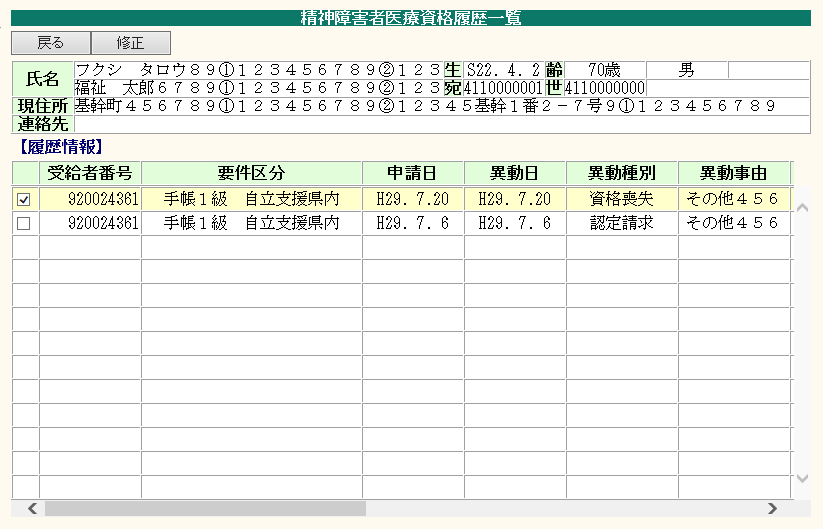 精神障害者医療資格履歴一覧
戻る 修正
氏名 フクシ　タロウ８９①１２３４５６７８９②１２３ 生 S22. 4. 2 齢 70歳 男
福祉　太郎６７８９①１２３４５６７８９②１２３ 宛 4110000001 世 4110000000
現住所 基幹町４５６７８９①１２３４５６７８９②１２３４５基幹１番２－７号９①１２３４５６７８９
連絡先
【履歴情報】
受給者番号 要件区分 申請日 異動日 異動種別 異動事由
920024361 手帳１級　自立支援県内 H29. 7.20 H29. 7.20 資格喪失 その他４５６
920024361 手帳１級　自立支援県内 H29. 7. 6 H29. 7. 6 認定請求 その他４５６